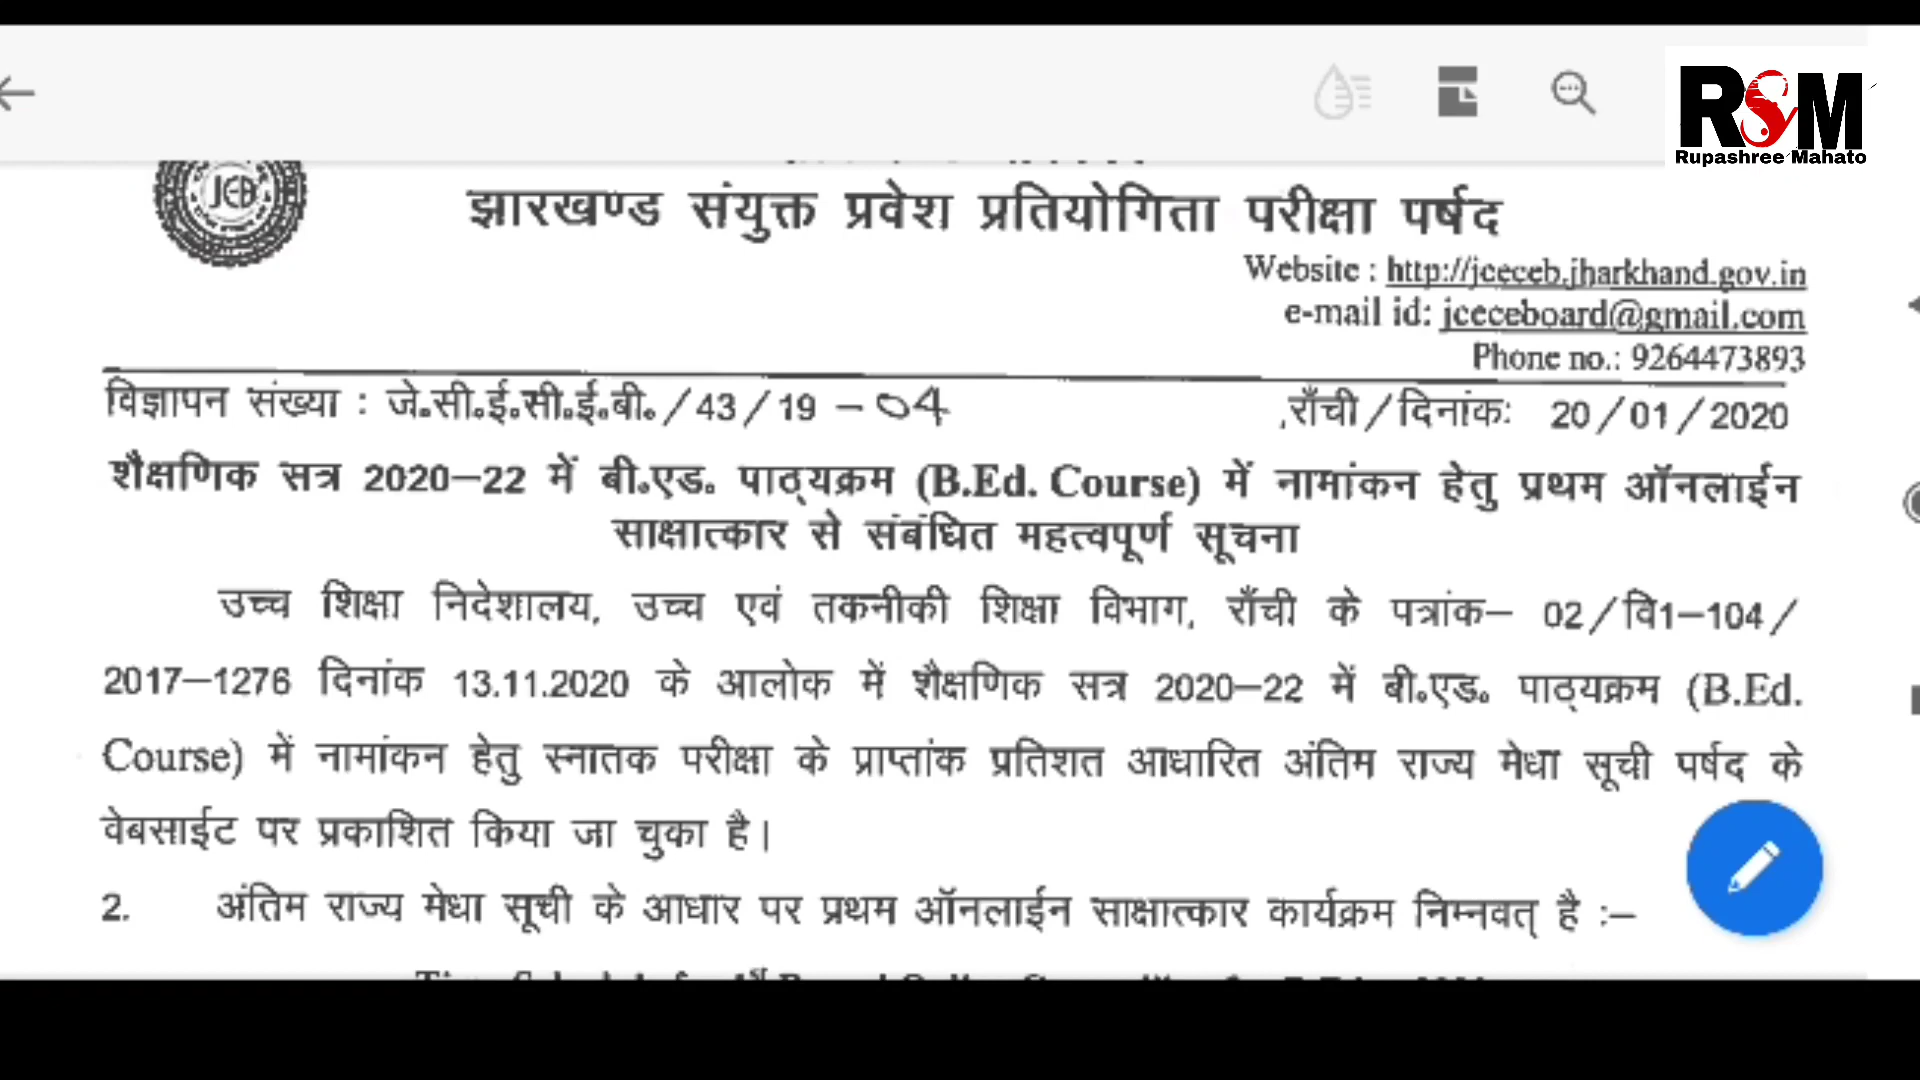 RSM
Rupashree Mahato
JCEB
झारखण्ड संयुक्त प्रवेश प्रतियोगिता परीक्षा पर्षद
Website : http://jceceb.jharkhand.gov.in
e-mail id: jceceboard@gmail.com
Phone no.: 9264473893
विज्ञापन संख्या : जे.सी.ई.सी.ई.बी. /43/19 – 04 राँची/दिनांक: 20/01/2020
शैक्षणिक सत्र 2020–22 में बी.एड. पाठ्यक्रम (B.Ed. Course) में नामांकन हेतु प्रथम ऑनलाईन
साक्षात्कार से संबंधित महत्वपूर्ण सूचना
उच्च शिक्षा निदेशालय, उच्च एवं तकनीकी शिक्षा विभाग, राँची के पत्रांक– 02/वि1–104/
2017–1276 दिनांक 13.11.2020 के आलोक में शैक्षणिक सत्र 2020–22 में बी.एड. पाठ्यक्रम (B.Ed.
Course) में नामांकन हेतु स्नातक परीक्षा के प्राप्तांक प्रतिशत आधारित अंतिम राज्य मेधा सूची पर्षद के
वेबसाईट पर प्रकाशित किया जा चुका है।
2. अंतिम राज्य मेधा सूची के आधार पर प्रथम ऑनलाईन साक्षात्कार कार्यक्रम निम्नवत् है :–